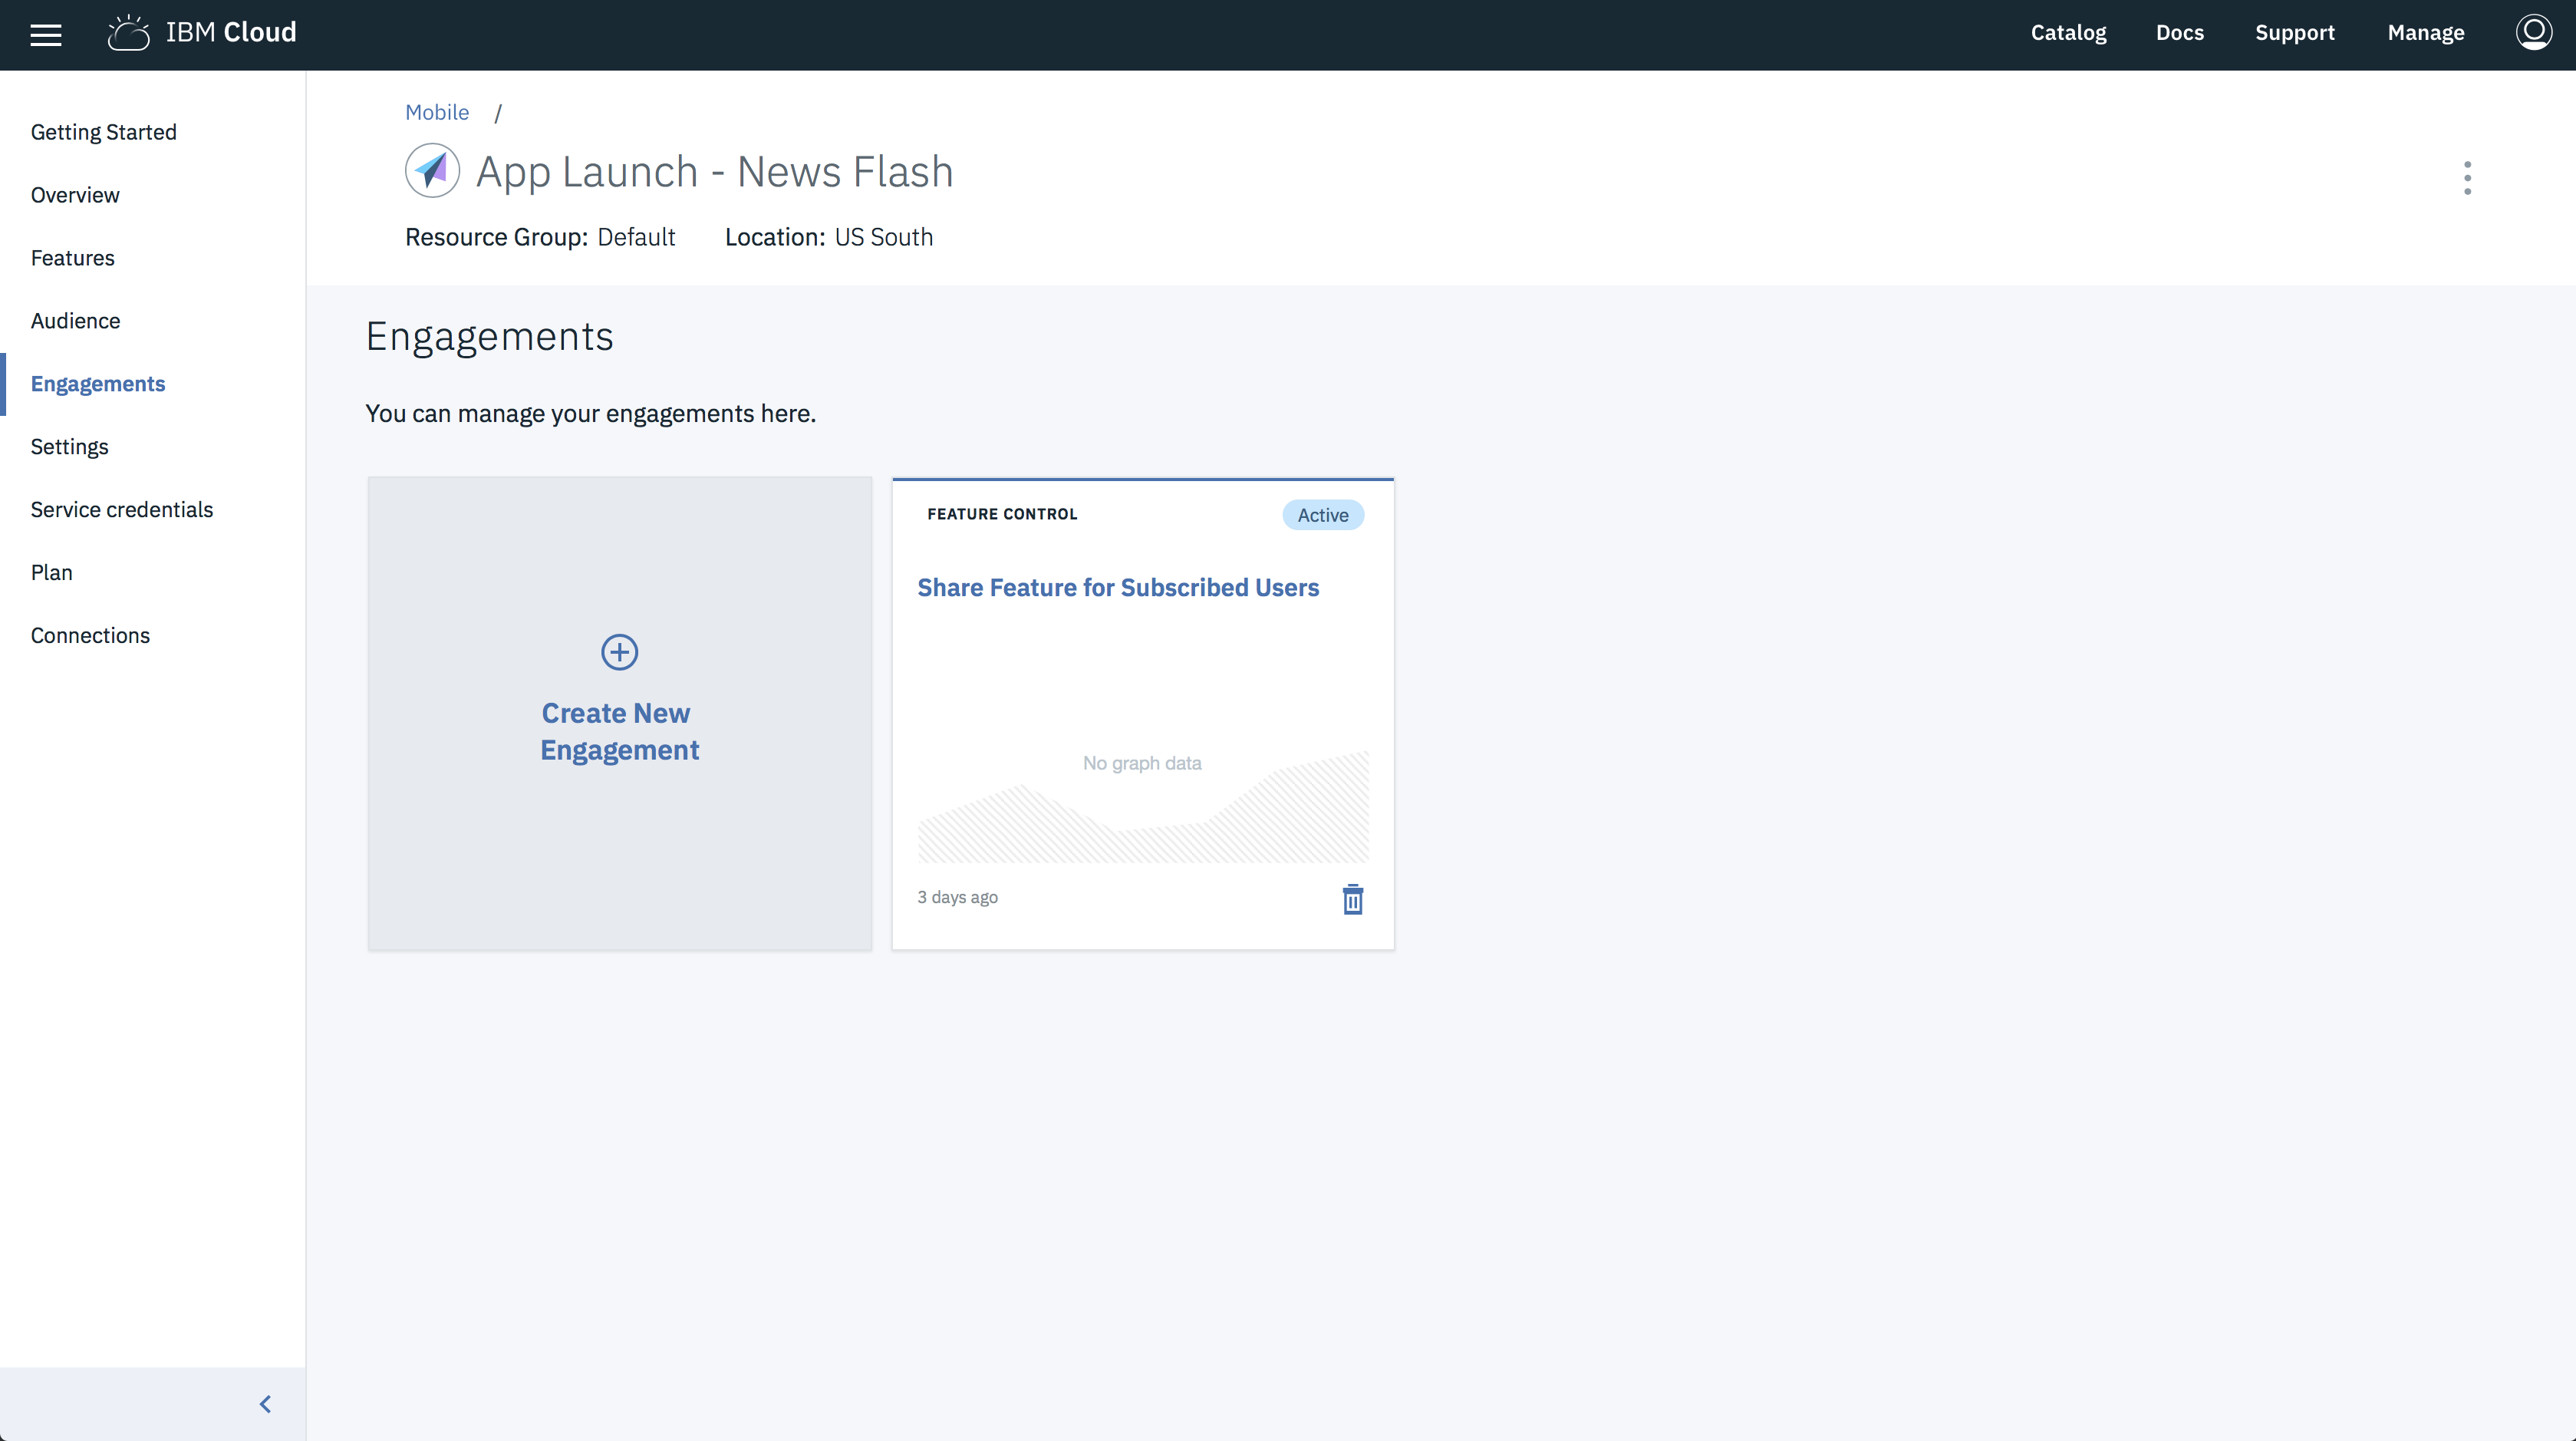 IBM Cloud
Catalog Docs Support Manage
Getting Started
Overview
Features
Audience
Engagements
Settings
Service credentials
Plan
Connections
Mobile /
App Launch - News Flash
Resource Group: Default Location: US South
Engagements
You can manage your engagements here.
Create New
Engagement
FEATURE CONTROL Active
Share Feature for Subscribed Users
No graph data
3 days ago